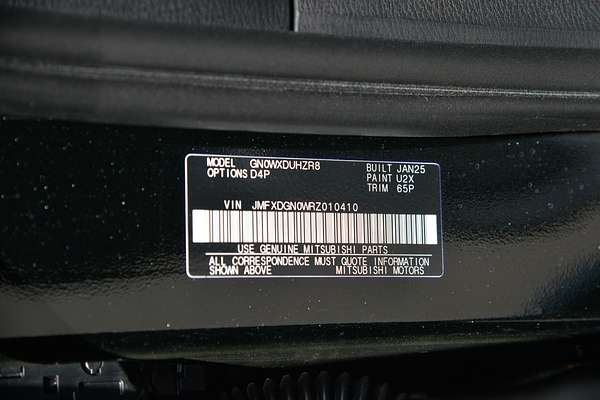 MODEL GN0WXDUHZR8 BUILT JAN25
OPTIONS D4P PAINT U2X
TRIM 65P
VIN JMFXDGN0WRZ010410
USE GENUINE MITSUBISHI PARTS
ALL CORRESPONDENCE MUST QUOTE INFORMATION
SHOWN ABOVE MITSUBISHI MOTORS